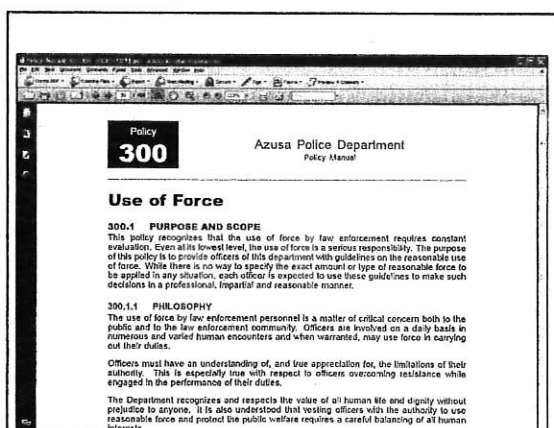 Policy
300
Azusa Police Department
Policy Manual
Use of Force
300.1 PURPOSE AND SCOPE
This policy recognizes that the use of force by law enforcement requires constant
evaluation. Even at its lowest level, the use of force is a serious responsibility. The purpose
of this policy is to provide officers of this department with guidelines on the reasonable use
of force. While there is no way to specify the exact amount or type of reasonable force to
be applied in any situation, each officer is expected to use these guidelines to make such
decisions in a professional, impartial and reasonable manner.
300.1.1 PHILOSOPHY
The use of force by law enforcement personnel is a matter of critical concern both to the
public and to the law enforcement community. Officers are involved on a daily basis in
numerous and varied human encounters and when warranted, may use force in carrying
out their duties.
Officers must have an understanding of, and true appreciation for, the limitations of their
authority. This is especially true with respect to officers overcoming resistance while
engaged in the performance of their duties.
The Department recognizes and respects the value of all human life and dignity without
prejudice to anyone. It is also understood that vesting officers with the authority to use
reasonable force and protect the public welfare requires a careful balancing of all human
interests.